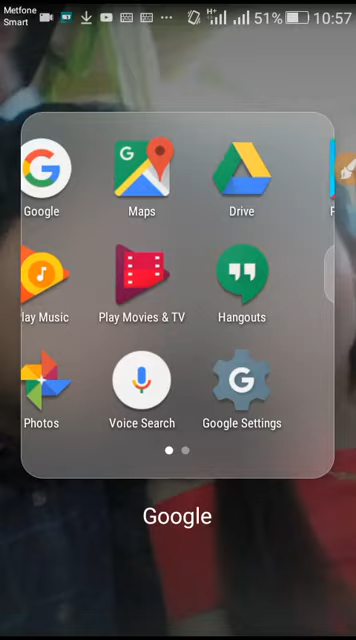 Metfone
Smart
H+
51%
10:57
Google
Maps
Drive
lay Music
Play Movies & TV
Hangouts
Photos
Voice Search
Google Settings
Google